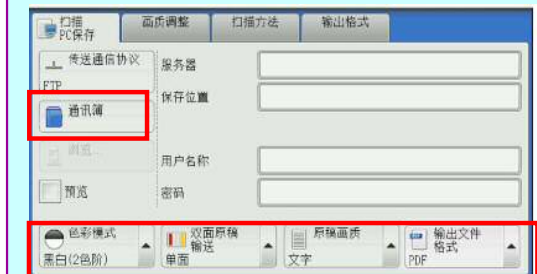 扫描
PC保存
画质调整
扫描方法
输出格式
传送通信协议
FTP
服务器
保存位置
通讯簿
浏览...
用户名称
预览
密码
色彩模式
黑白(2色阶)
双面原稿
输送
单面
原稿画质
文字
输出文件
格式
PDF